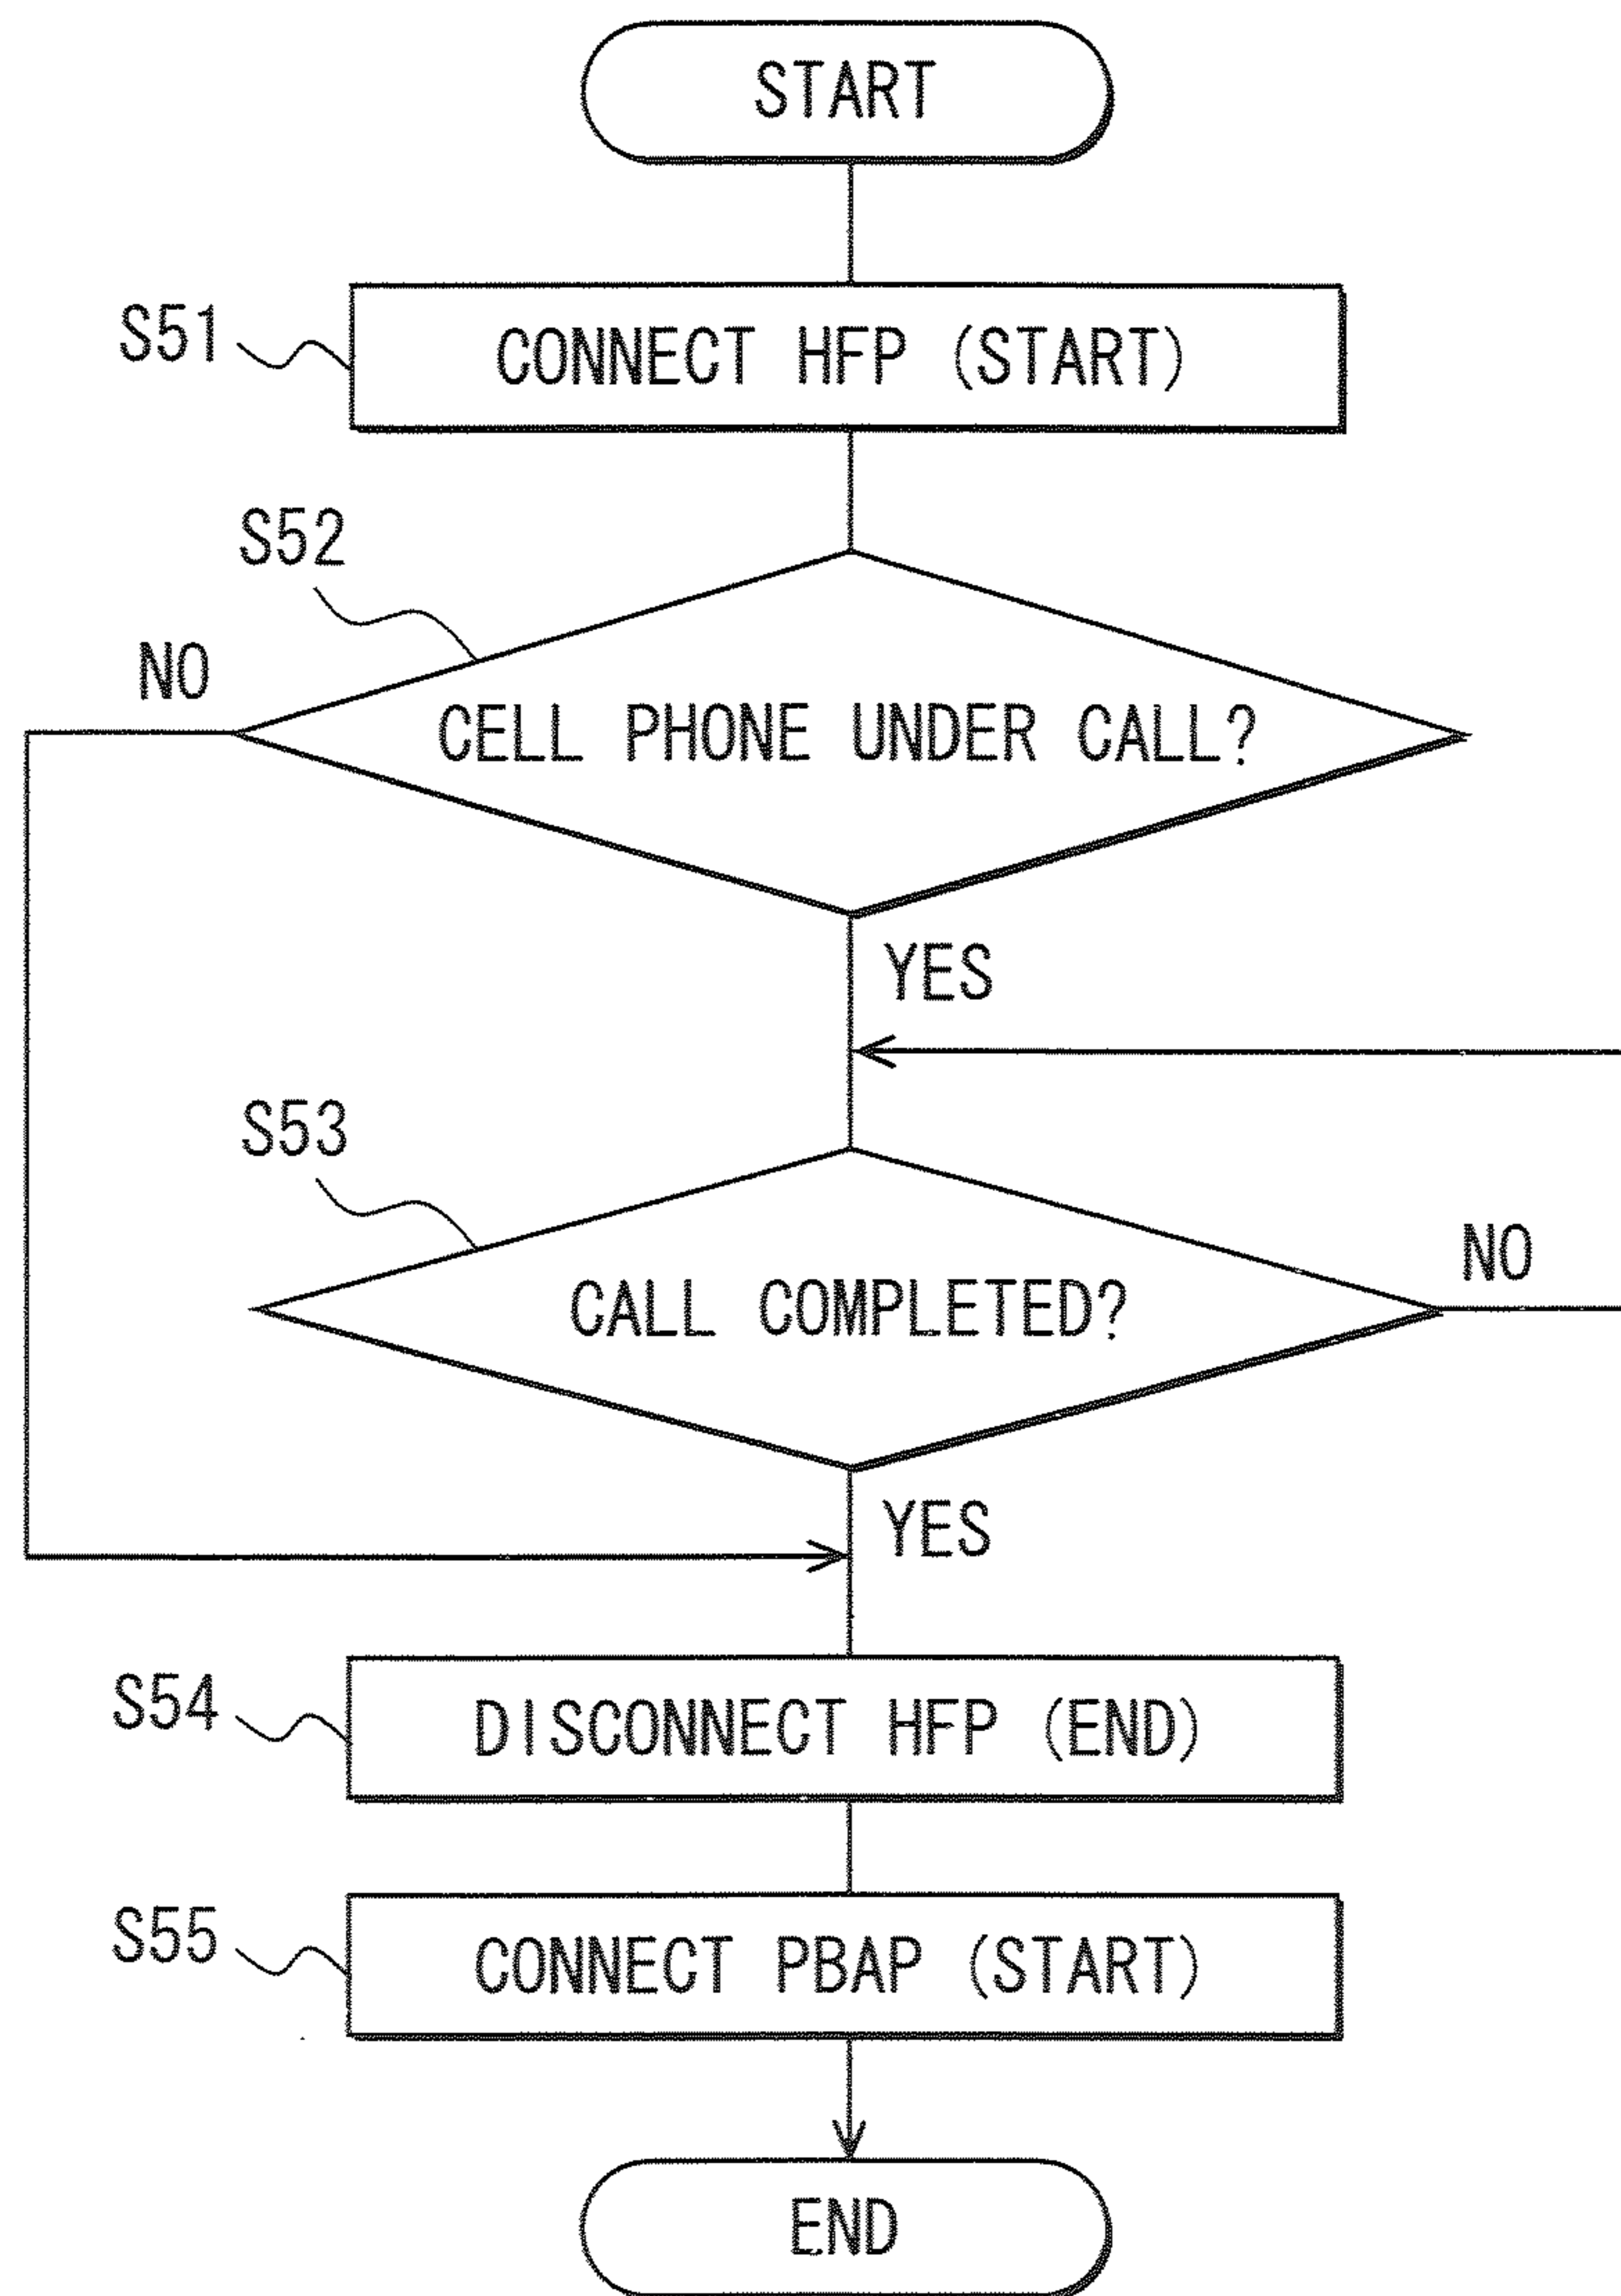 START
S51
CONNECT HFP (START)
S52
NO
CELL PHONE UNDER CALL?
YES
S53
NO
CALL COMPLETED?
YES
S54
DISCONNECT HFP (END)
S55
CONNECT PBAP (START)
END